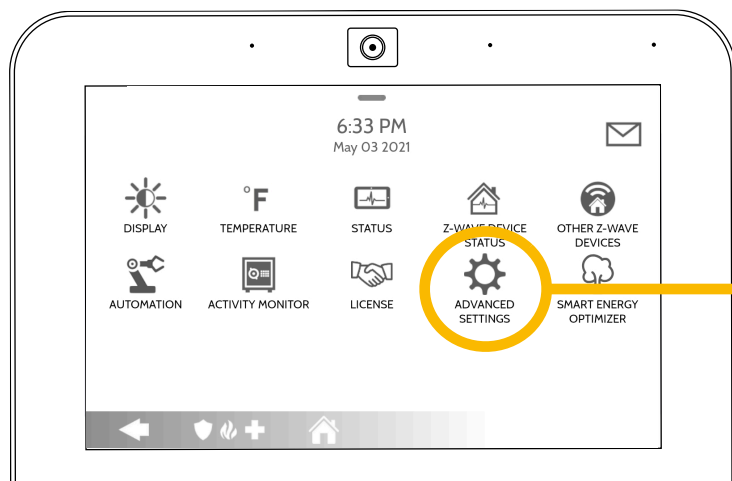 6:33 PM
May 03 2021
°F
DISPLAY
TEMPERATURE
STATUS
Z-WAVE DEVICE
STATUS
OTHER Z-WAVE
DEVICES
AUTOMATION
ACTIVITY MONITOR
LICENSE
ADVANCED
SETTINGS
SMART ENERGY
OPTIMIZER